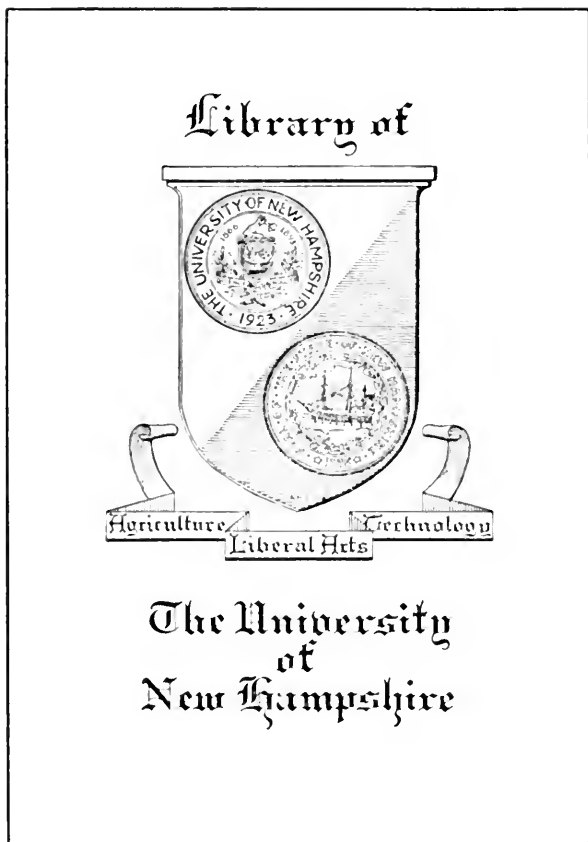 Library of
THE UNIVERSITY OF NEW HAMPSHIRE · 1923 ·
1866
Agriculture
Liberal Arts
Technology
The University
of
New Hampshire